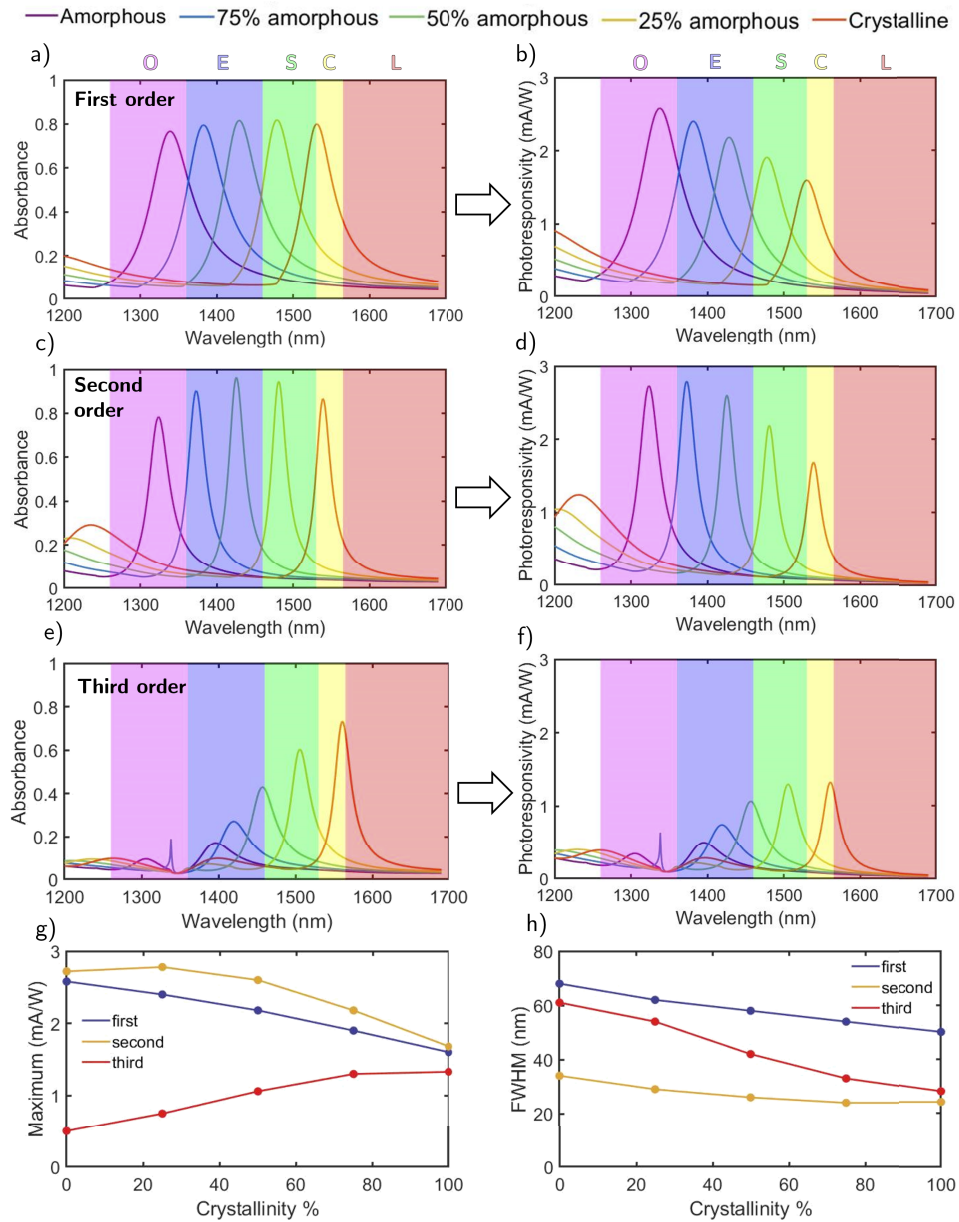 Amorphous 75% amorphous 50% amorphous 25% amorphous Crystalline
a) b)
O E S C L O E S C L
First order
1
0.8
0.6
0.4
0.2
0
Absorbance
1200 1300 1400 1500 1600 1700
Wavelength (nm)
3
2
1
0
Photoresponsivity (mA/W)
1200 1300 1400 1500 1600 1700
Wavelength (nm)
c) d)
Second
order
1
0.8
0.6
0.4
0.2
0
Absorbance
1200 1300 1400 1500 1600 1700
Wavelength (nm)
3
2
1
0
Photoresponsivity (mA/W)
1200 1300 1400 1500 1600 1700
Wavelength (nm)
e) f)
Third order
1
0.8
0.6
0.4
0.2
0
Absorbance
1200 1300 1400 1500 1600 1700
Wavelength (nm)
3
2
1
0
Photoresponsivity (mA/W)
1200 1300 1400 1500 1600 1700
Wavelength (nm)
g) h)
3
2
1
0
Maximum (mA/W)
first
second
third
0 20 40 60 80 100
Crystallinity %
80
60
40
20
0
FWHM (nm)
first
second
third
0 20 40 60 80 100
Crystallinity %